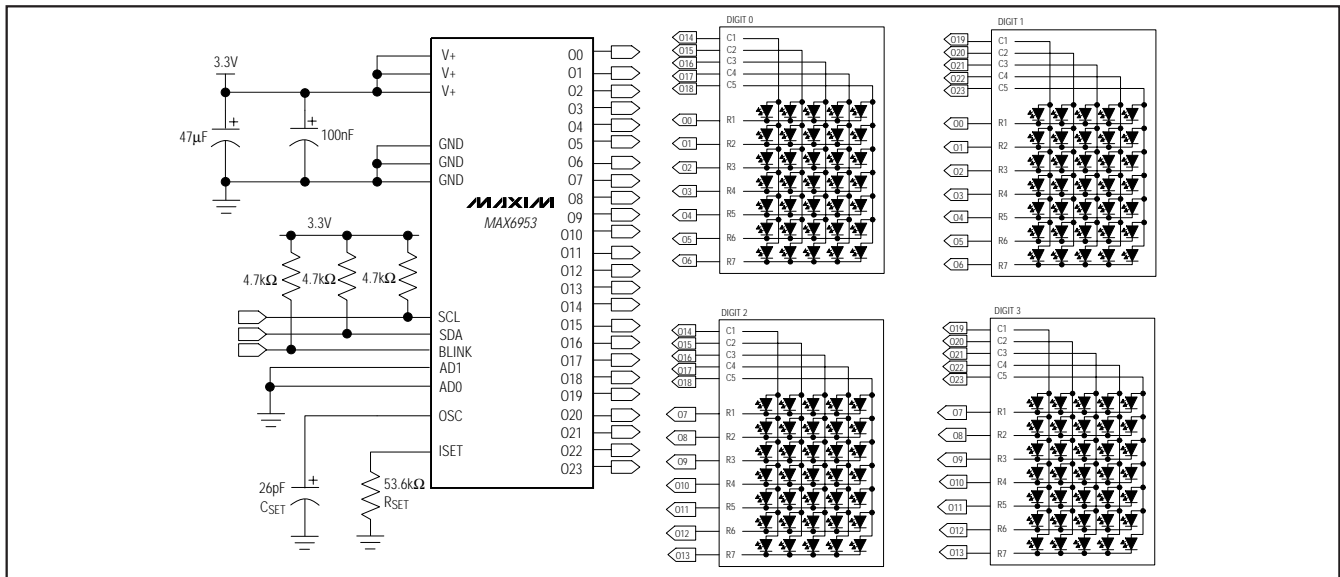 3.3V
47μF
+
100nF
+
V+
V+
V+
GND
GND
GND
MAXIM
MAX6953
3.3V
4.7kΩ
4.7kΩ
4.7kΩ
SCL
SDA
BLINK
AD1
AD0
OSC
ISET
26pF
CSET
+
53.6kΩ
RSET
O0
O1
O2
O3
O4
O5
O6
O7
O8
O9
O10
O11
O12
O13
O14
O15
O16
O17
O18
O19
O20
O21
O22
O23
DIGIT 0
O14 C1
O15 C2
O16 C3
O17 C4
O18 C5
O0 R1
O1 R2
O2 R3
O3 R4
O4 R5
O5 R6
O6 R7
DIGIT 1
O19 C1
O20 C2
O21 C3
O22 C4
O23 C5
O0 R1
O1 R2
O2 R3
O3 R4
O4 R5
O5 R6
O6 R7
DIGIT 2
O14 C1
O15 C2
O16 C3
O17 C4
O18 C5
O7 R1
O8 R2
O9 R3
O10 R4
O11 R5
O12 R6
O13 R7
DIGIT 3
O19 C1
O20 C2
O21 C3
O22 C4
O23 C5
O7 R1
O8 R2
O9 R3
O10 R4
O11 R5
O12 R6
O13 R7